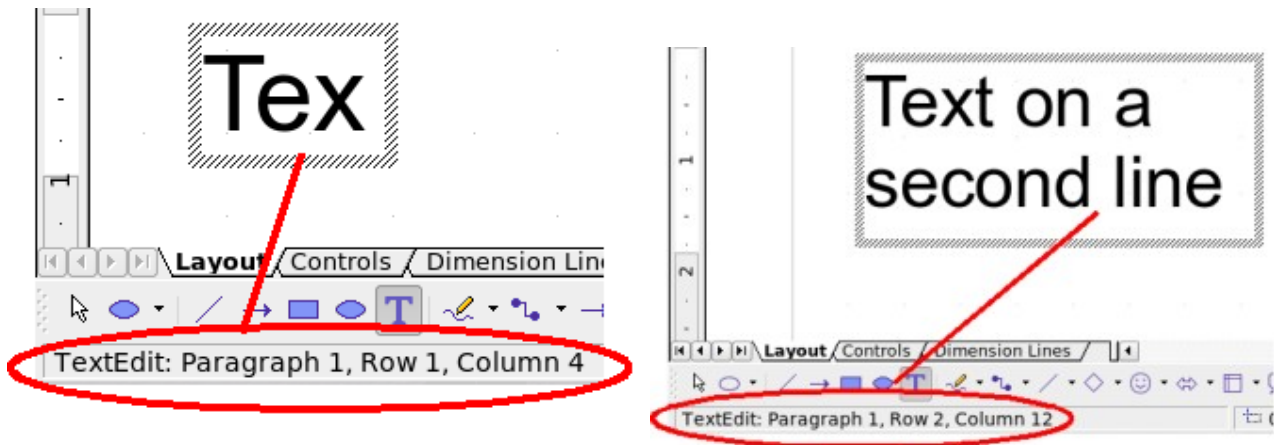 Tex
1
Layout Controls Dimension Line
T
TextEdit: Paragraph 1, Row 1, Column 4
Text on a
second line
1
2
Layout Controls Dimension Lines
T
TextEdit: Paragraph 1, Row 2, Column 12